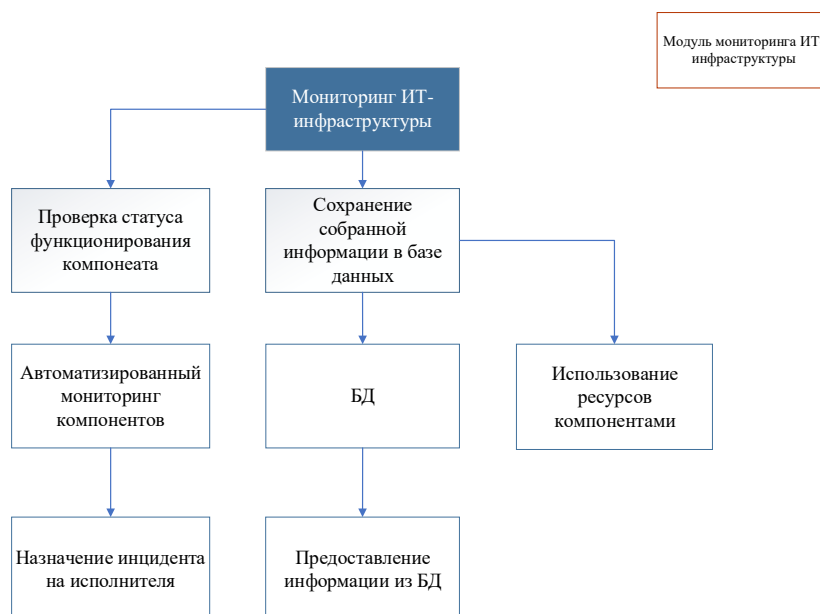 Модуль мониторинга ИТ
инфраструктуры
Мониторинг ИТ-
инфраструктуры
Проверка статуса
функционирования
компонеата
Сохранение
собранной
информации в базе
данных
Автоматизированный
мониторинг
компонентов
БД
Использование
ресурсов
компонентами
Назначение инцидента
на исполнителя
Предоставление
информации из БД